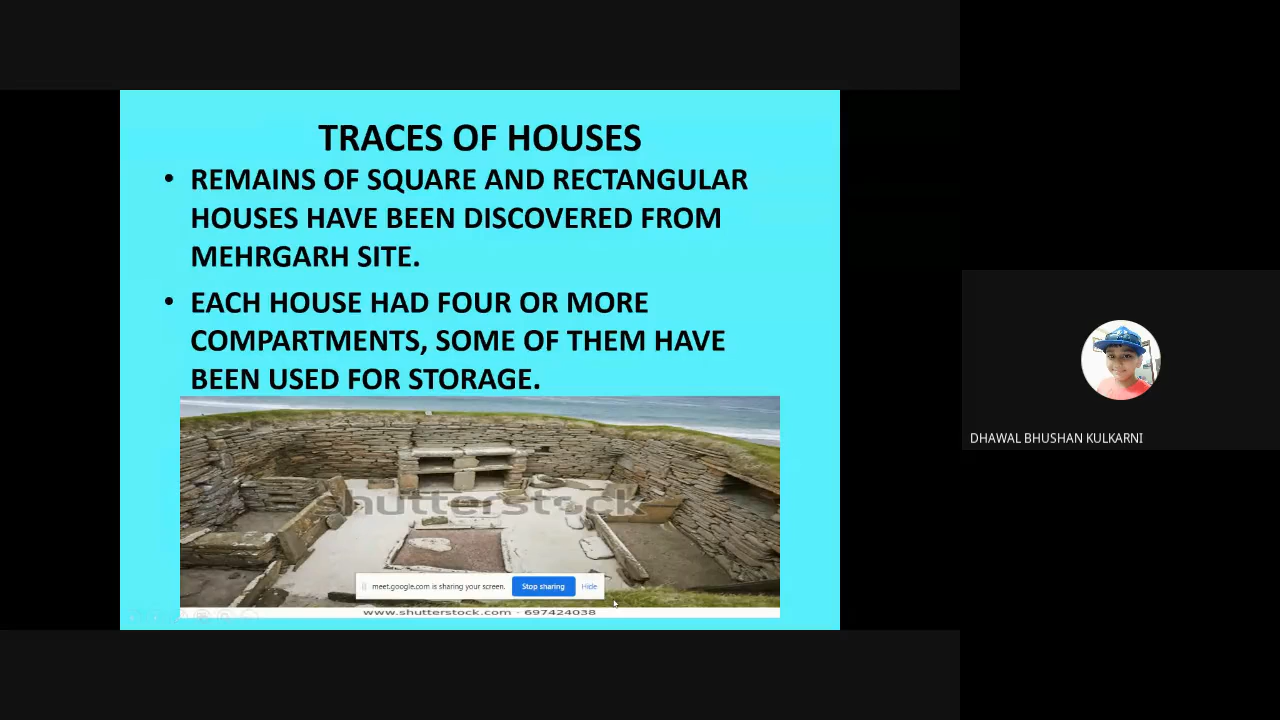 TRACES OF HOUSES
• REMAINS OF SQUARE AND RECTANGULAR
HOUSES HAVE BEEN DISCOVERED FROM
MEHRGARH SITE.
• EACH HOUSE HAD FOUR OR MORE
COMPARTMENTS, SOME OF THEM HAVE
BEEN USED FOR STORAGE.
shutterstock
meet.google.com is sharing your screen. Stop sharing Hide
www.shutterstock.com · 697424038
DHAWAL BHUSHAN KULKARNI